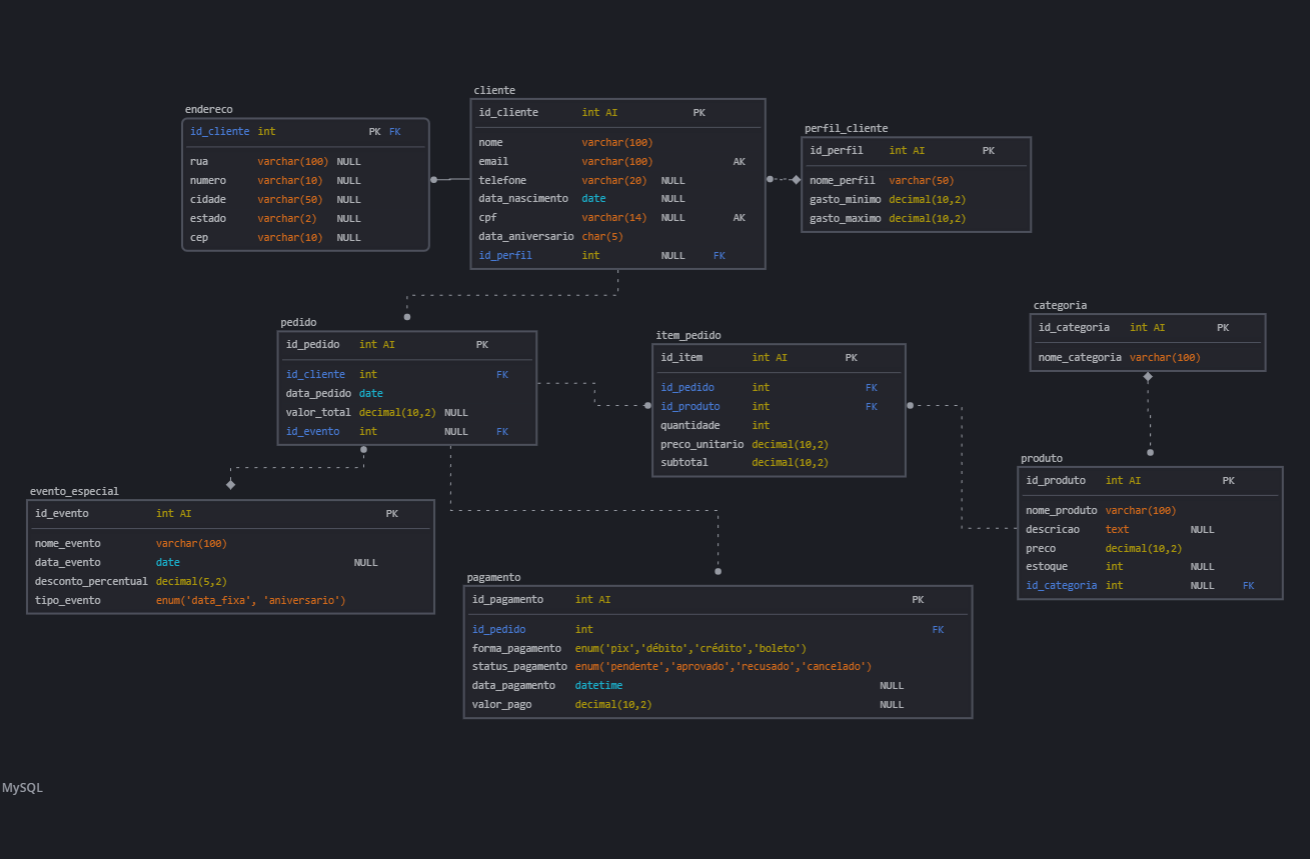 endereco
id_cliente int PK FK
rua varchar(100) NULL
numero varchar(10) NULL
cidade varchar(50) NULL
estado varchar(2) NULL
cep varchar(10) NULL
cliente
id_cliente int AI PK
nome varchar(100)
email varchar(100) AK
telefone varchar(20) NULL
data_nascimento date NULL
cpf varchar(14) NULL AK
data_aniversario char(5)
id_perfil int NULL FK
perfil_cliente
id_perfil int AI PK
nome_perfil varchar(50)
gasto_minimo decimal(10,2)
gasto_maximo decimal(10,2)
pedido
id_pedido int AI PK
id_cliente int FK
data_pedido date
valor_total decimal(10,2) NULL
id_evento int NULL FK
item_pedido
id_item int AI PK
id_pedido int FK
id_produto int FK
quantidade int
preco_unitario decimal(10,2)
subtotal decimal(10,2)
categoria
id_categoria int AI PK
nome_categoria varchar(100)
produto
id_produto int AI PK
nome_produto varchar(100)
descricao text NULL
preco decimal(10,2)
estoque int NULL
id_categoria int NULL FK
evento_especial
id_evento int AI PK
nome_evento varchar(100)
data_evento date NULL
desconto_percentual decimal(5,2)
tipo_evento enum('data_fixa', 'aniversario')
pagamento
id_pagamento int AI PK
id_pedido int FK
forma_pagamento enum('pix','débito','crédito','boleto')
status_pagamento enum('pendente','aprovado','recusado','cancelado')
data_pagamento datetime NULL
valor_pago decimal(10,2) NULL
MySQL